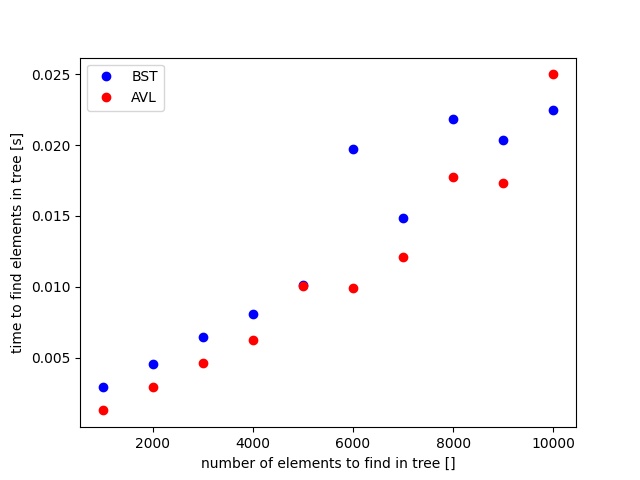 BST
AVL
0.025
0.020
0.015
0.010
0.005
time to find elements in tree [s]
2000 4000 6000 8000 10000
number of elements to find in tree []